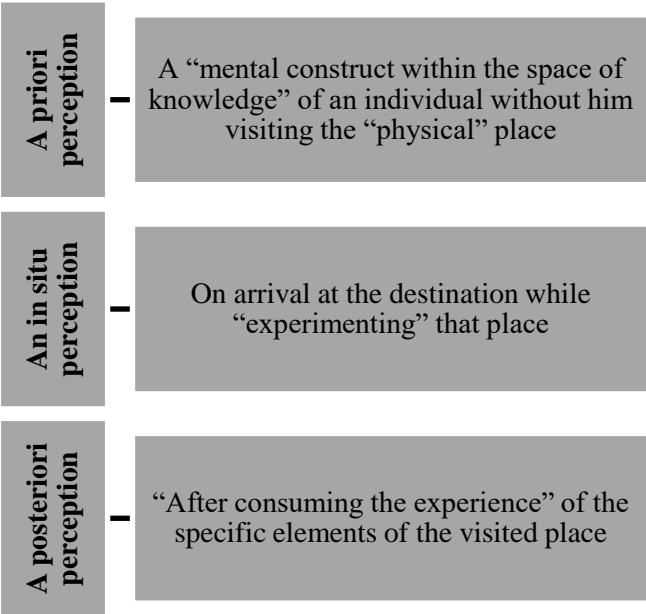 A priori
perception
A “mental construct within the space of
knowledge” of an individual without him
visiting the “physical” place
An in situ
perception
On arrival at the destination while
“experimenting” that place
A posteriori
perception
“After consuming the experience” of the
specific elements of the visited place